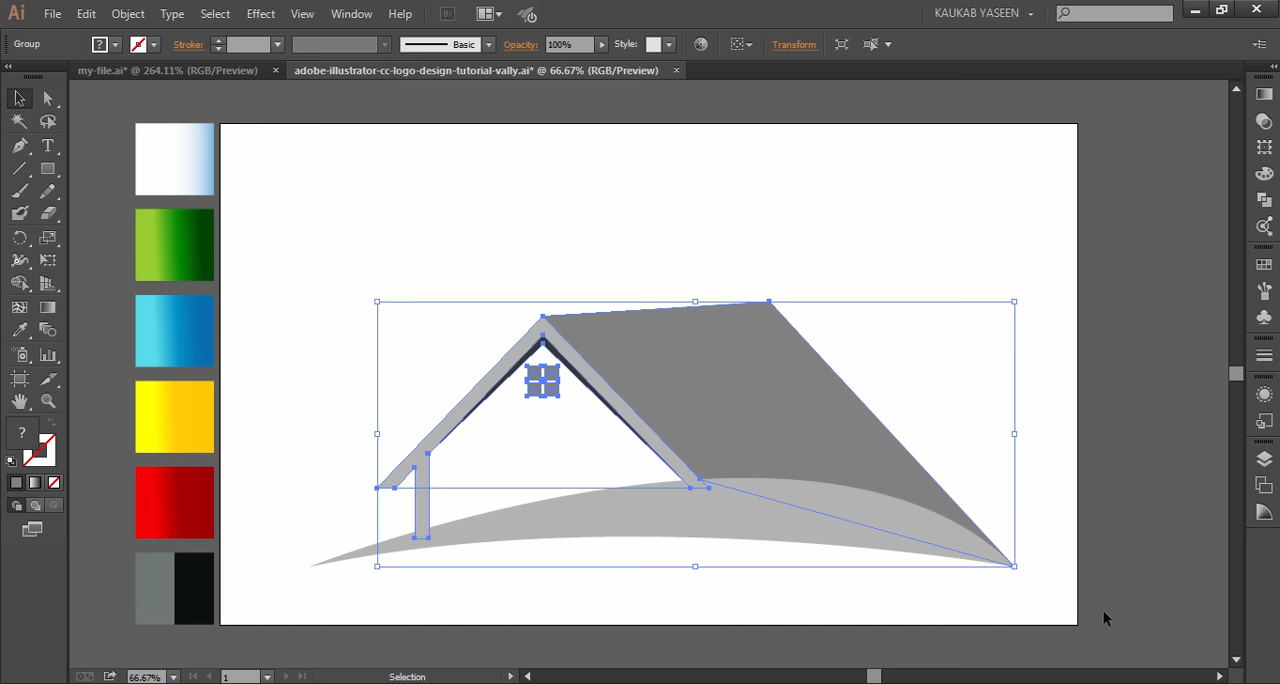 Ai File Edit Object Type Select Effect View Window Help Br KAUKAB YASEEN
Group ? Stroke: Basic Opacity: 100% Style: Transform
my-file.ai* @ 264.11% (RGB/Preview) × adobe-illustrator-cc-logo-design-tutorial-vally.ai* @ 66.67% (RGB/Preview) ×
T
?
66.67% 1 Selection